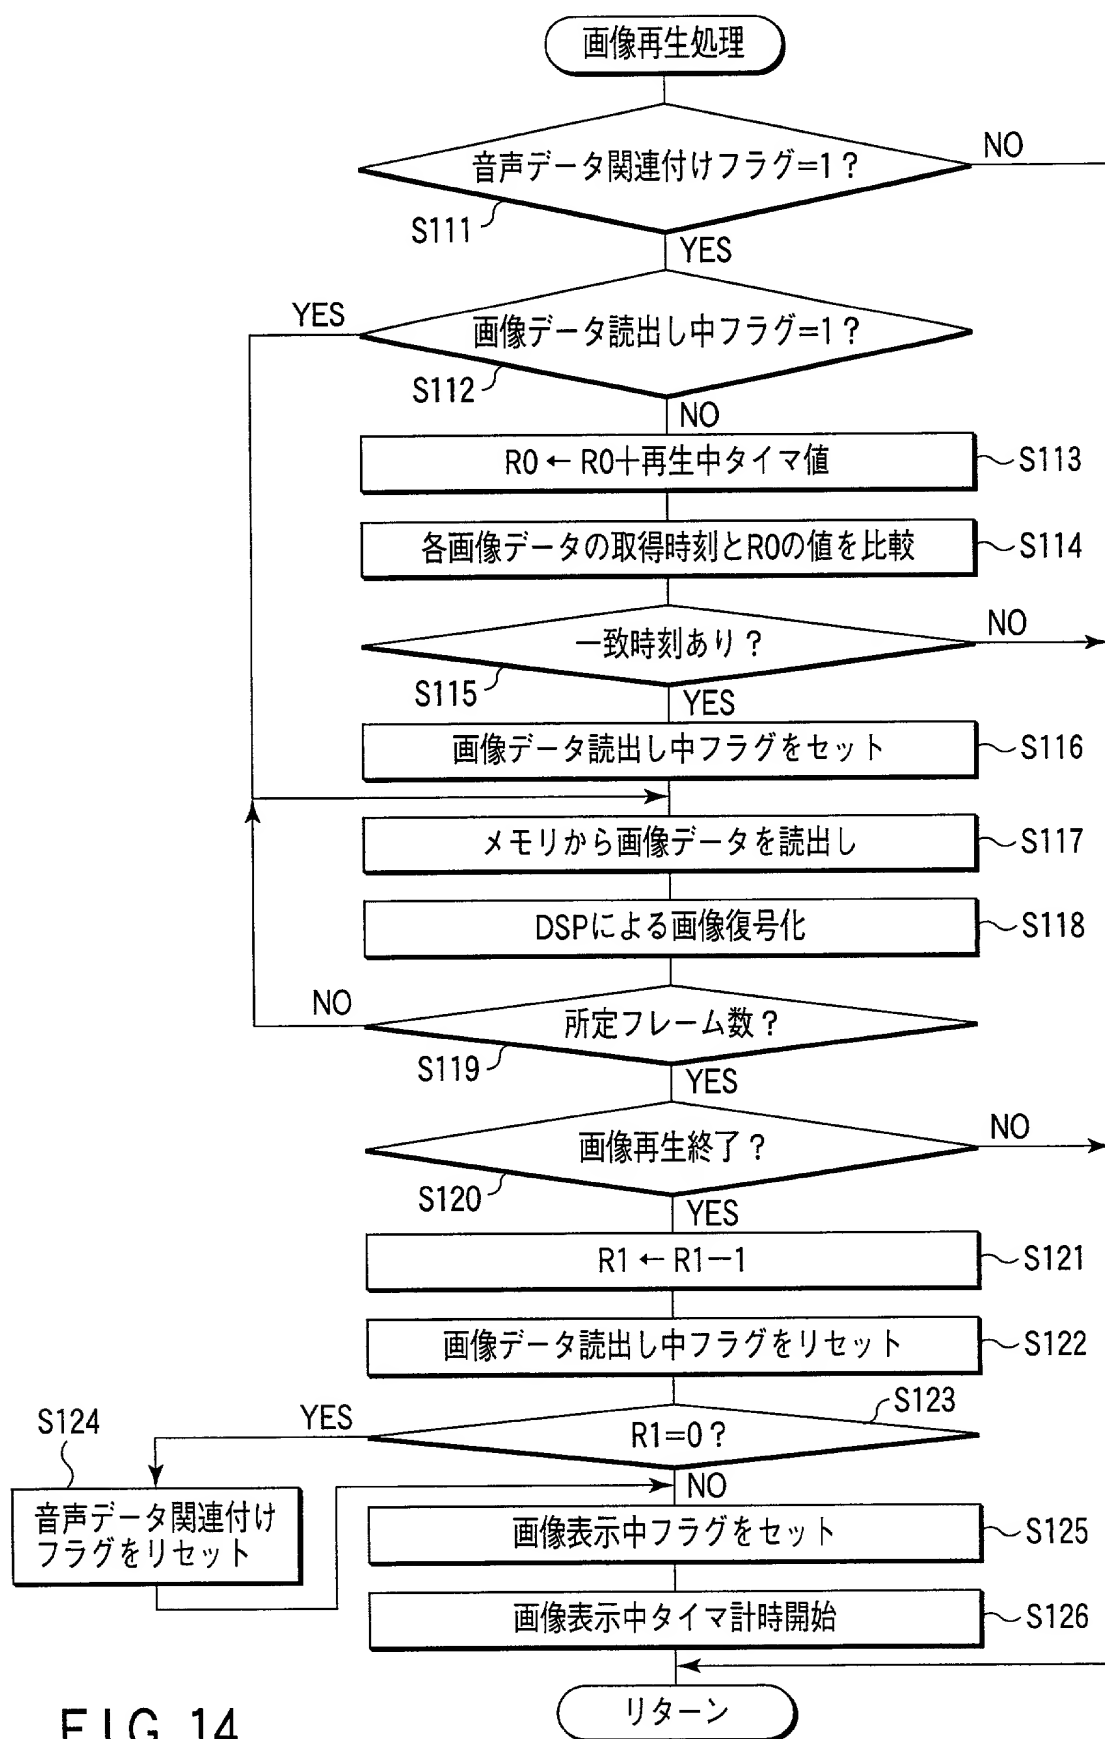 画像再生処理
音声データ関連付けフラグ=1?
NO
S111
YES
YES
画像データ読出し中フラグ=1?
S112
NO
R0←R0+再生中タイマ値
S113
各画像データの取得時刻とR0の値を比較
S114
一致時刻あり?
NO
S115
YES
画像データ読出し中フラグをセット
S116
メモリから画像データを読出し
S117
DSPによる画像復号化
S118
NO
所定フレーム数?
S119
YES
画像再生終了?
NO
S120
YES
R1←R1−1
S121
画像データ読出し中フラグをリセット
S122
S123
S124
YES
R1=0?
NO
音声データ関連付け
フラグをリセット
画像表示中フラグをセット
S125
画像表示中タイマ計時開始
S126
リターン
FIG. 14